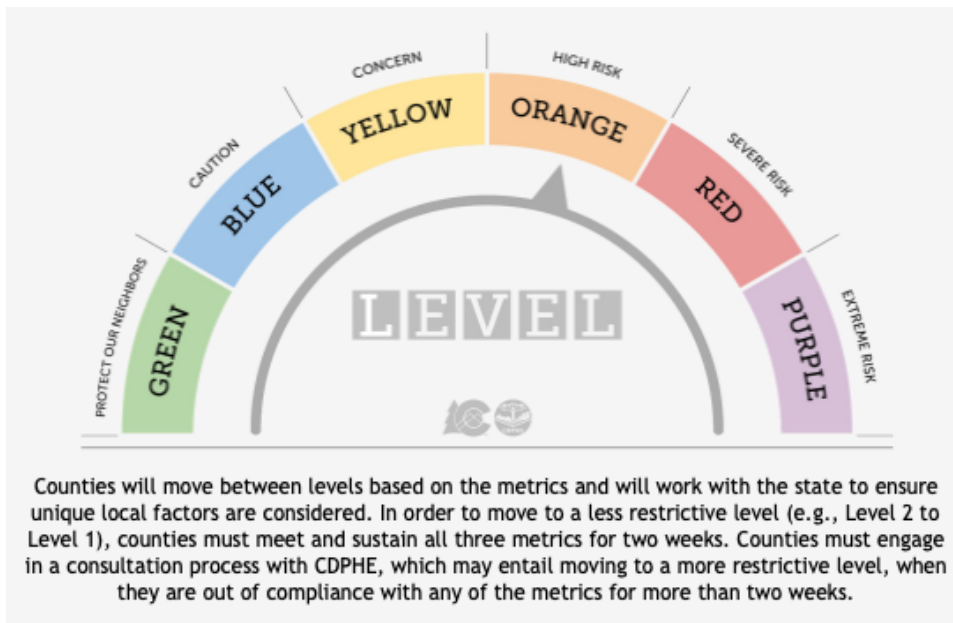 PROTECT OUR NEIGHBORS
GREEN
CAUTION
BLUE
CONCERN
YELLOW
HIGH RISK
ORANGE
SEVERE RISK
RED
EXTREME RISK
PURPLE
LEVEL
Counties will move between levels based on the metrics and will work with the state to ensure
unique local factors are considered. In order to move to a less restrictive level (e.g., Level 2 to
Level 1), counties must meet and sustain all three metrics for two weeks. Counties must engage
in a consultation process with CDPHE, which may entail moving to a more restrictive level, when
they are out of compliance with any of the metrics for more than two weeks.